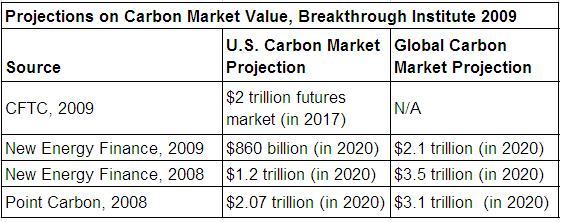 Projections on Carbon Market Value, Breakthrough Institute 2009
Source
U.S. Carbon Market
Projection
Global Carbon
Market Projection
CFTC, 2009
$2 trillion futures
market (in 2017)
N/A
New Energy Finance, 2009
$860 billion (in 2020)
$2.1 trillion (in 2020)
New Energy Finance, 2008
$1.2 trillion (in 2020)
$3.5 trillion (in 2020)
Point Carbon, 2008
$2.07 trillion (in 2020)
$3.1 trillion  (in 2020)